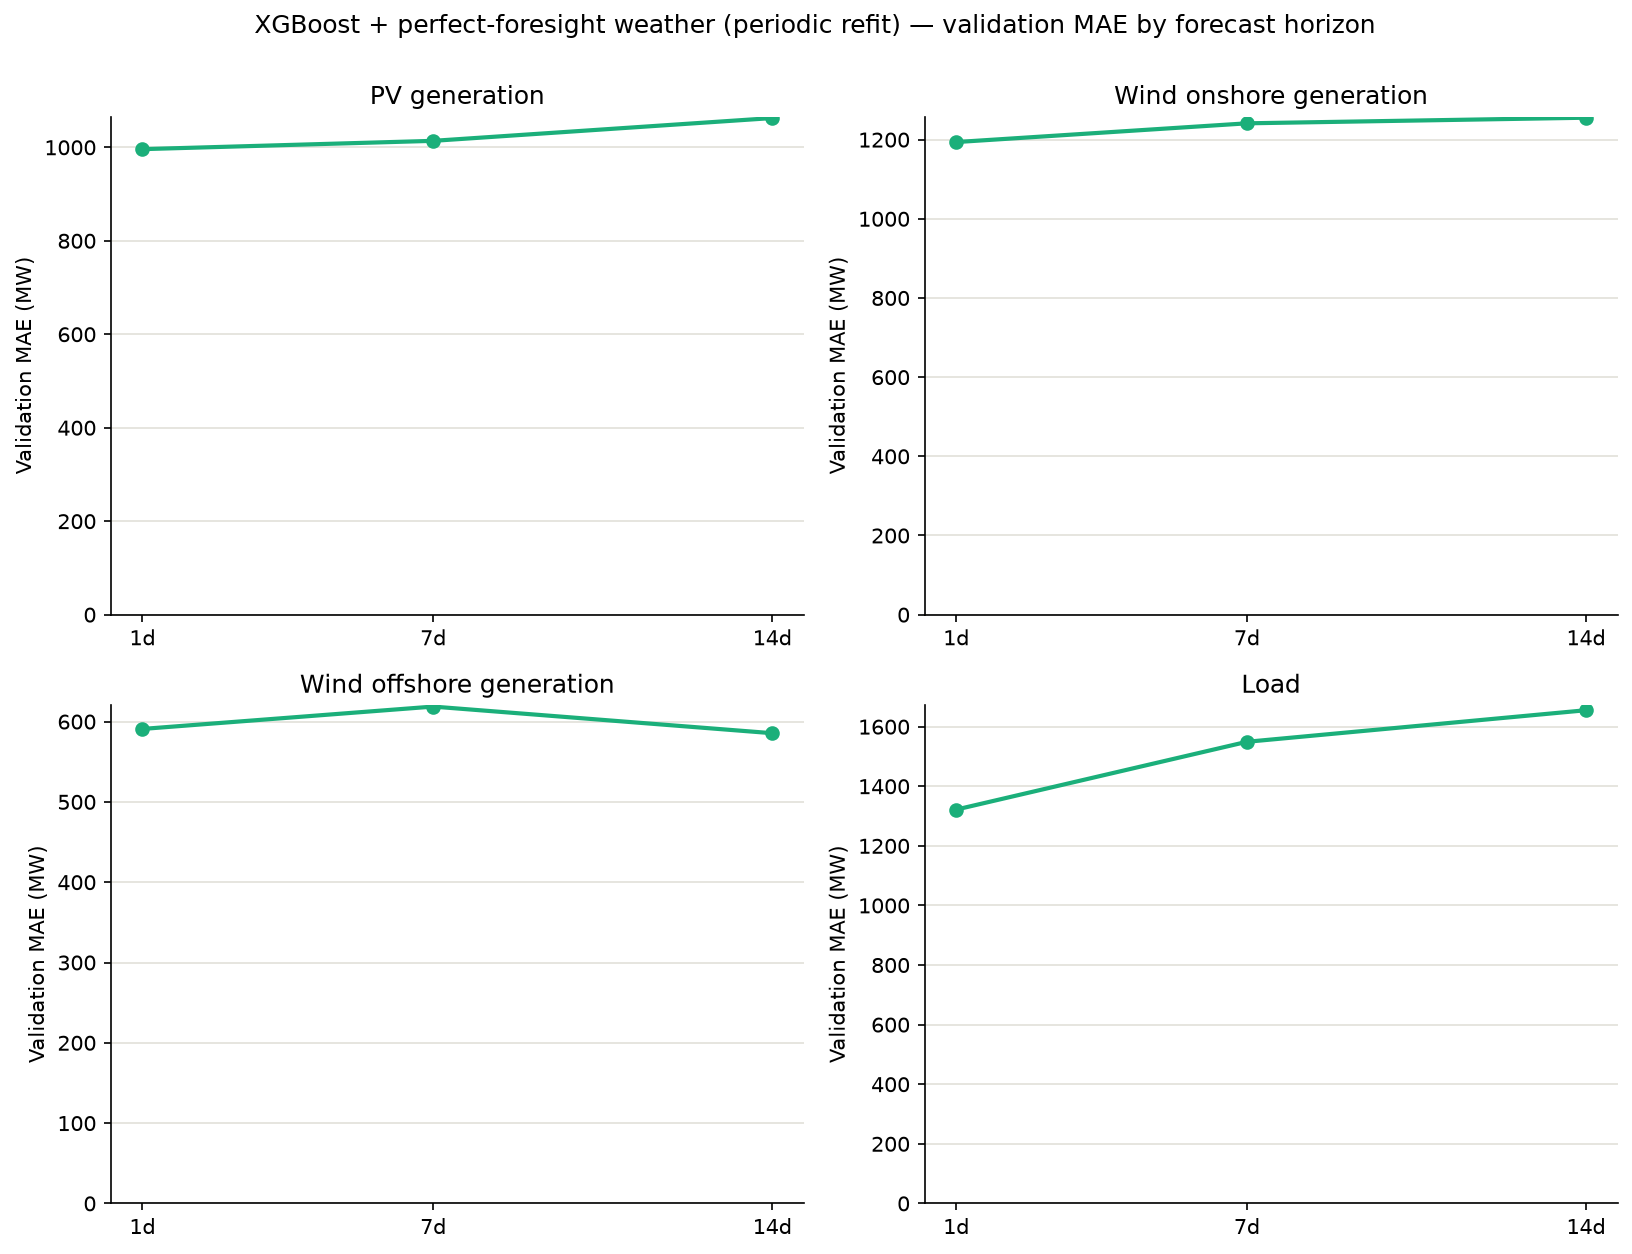 XGBoost + perfect-foresight weather (periodic refit) — validation MAE by forecast horizon
PV generation
Validation MAE (MW)
1000
800
600
400
200
0
1d 7d 14d
Wind onshore generation
Validation MAE (MW)
1200
1000
800
600
400
200
0
1d 7d 14d
Wind offshore generation
Validation MAE (MW)
600
500
400
300
200
100
0
1d 7d 14d
Load
Validation MAE (MW)
1600
1400
1200
1000
800
600
400
200
0
1d 7d 14d